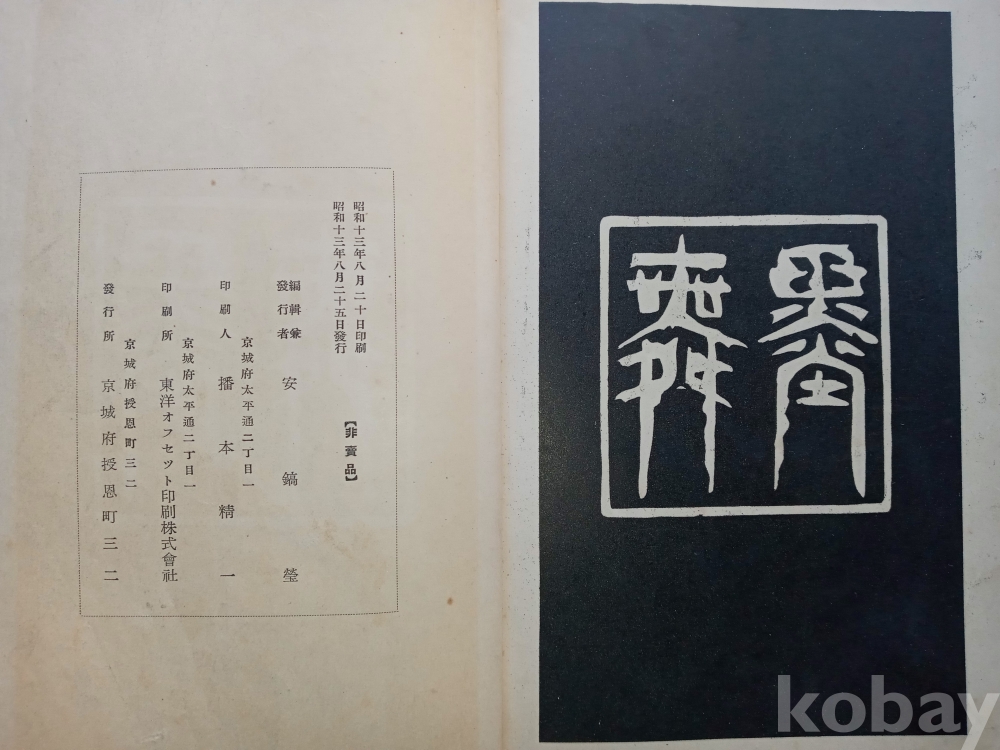 昭和十三年八月二十日印刷
昭和十三年八月二十五日發行
【非賣品】
編輯兼
發行者
安鎬瑩
京城府太平通二丁目一
印刷人
播本精一
京城府太平通二丁目一
印刷所
東洋オフセツト印刷株式會社
京城府授恩町三二
發行所
京城府授恩町三二
kobay